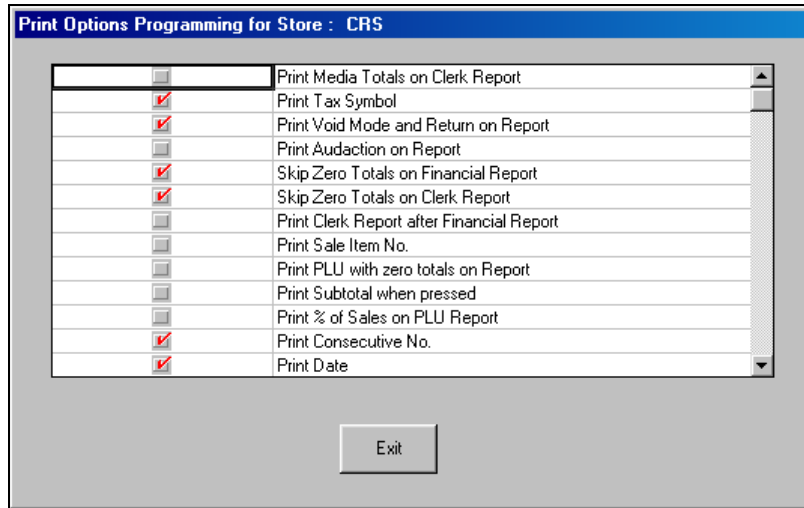 Print Options Programming for Store : CRS
Print Media Totals on Clerk Report
Print Tax Symbol
Print Void Mode and Return on Report
Print Audaction on Report
Skip Zero Totals on Financial Report
Skip Zero Totals on Clerk Report
Print Clerk Report after Financial Report
Print Sale Item No.
Print PLU with zero totals on Report
Print Subtotal when pressed
Print % of Sales on PLU Report
Print Consecutive No.
Print Date
Exit